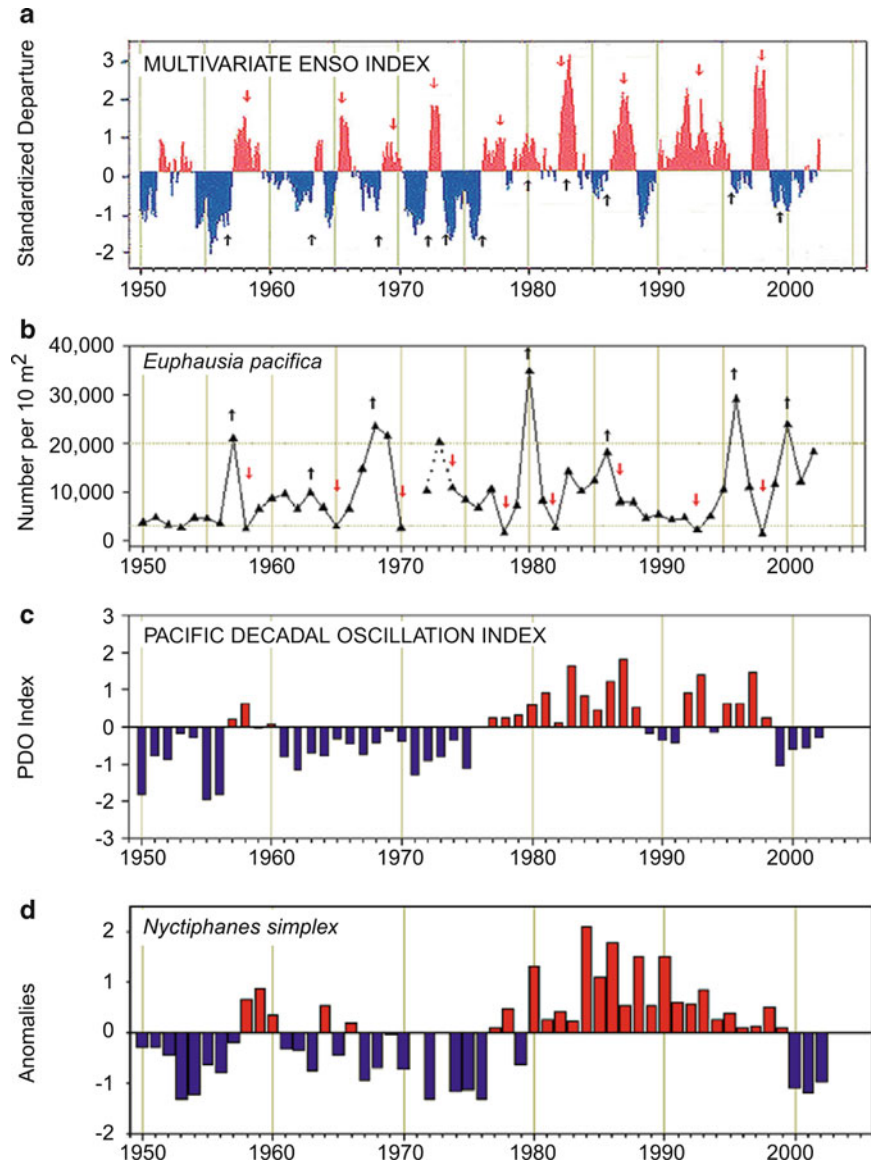 a
MULTIVARIATE ENSO INDEX
Standardized Departure
3
2
1
0
-1
-2
1950 1960 1970 1980 1990 2000
b
Euphausia pacifica
Number per 10 m²
40,000
30,000
20,000
10,000
0
1950 1960 1970 1980 1990 2000
c
PACIFIC DECADAL OSCILLATION INDEX
PDO Index
3
2
1
0
-1
-2
-3
1950 1960 1970 1980 1990 2000
d
Nyctiphanes simplex
Anomalies
2
1
0
-1
-2
1950 1960 1970 1980 1990 2000